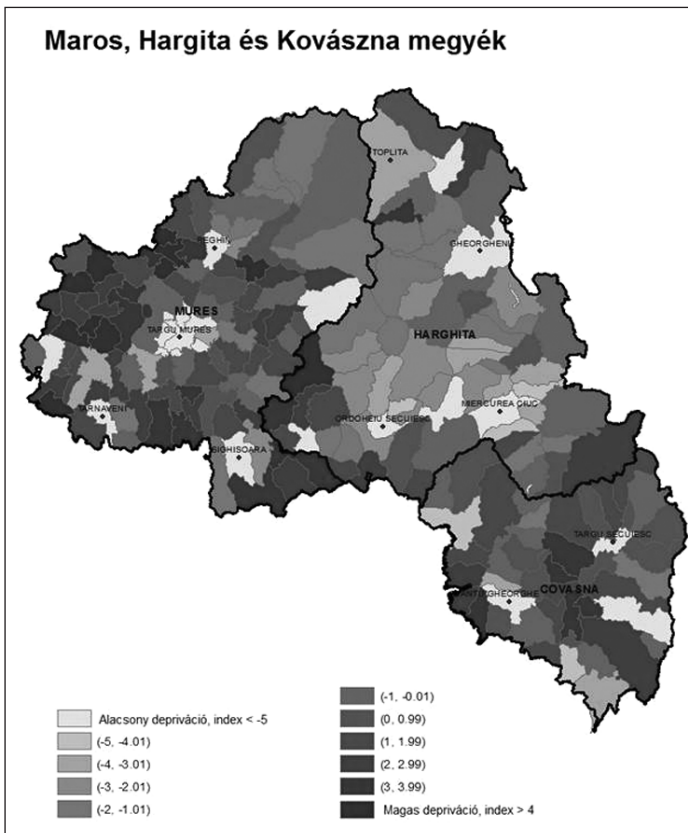 Maros, Hargita és Kovászna megyék
TOPLITA
REGHIN
GHEORGHENI
MURES
TARGU MURES
HARGHITA
TARNAVENI
ORDOHEIU SECUIESC
MIERCUREA CIUC
SIGHISOARA
TARGU SECUIESC
COVASNA
Alacsony depriváció, index < -5
(-5, -4.01)
(-4, -3.01)
(-3, -2.01)
(-2, -1.01)
(-1, -0.01)
(0, 0.99)
(1, 1.99)
(2, 2.99)
(3, 3.99)
Magas depriváció, index > 4